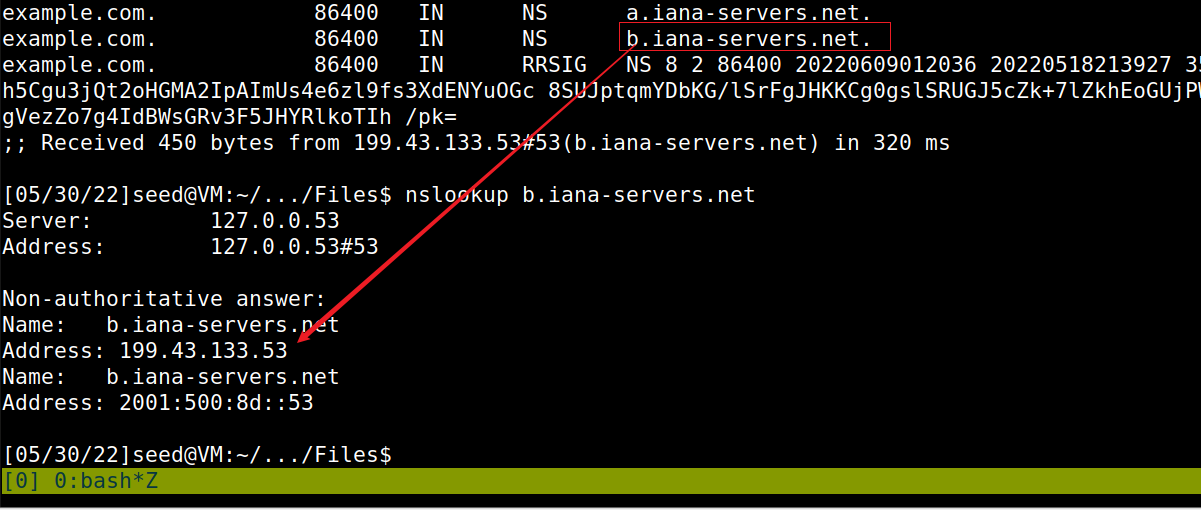 example.com. 86400 IN NS a.iana-servers.net.
example.com. 86400 IN NS b.iana-servers.net.
example.com. 86400 IN RRSIG NS 8 2 86400 20220609012036 20220518213927
h5Cgu3jQt2oHGMA2IpAImUs4e6zl9fs3XdENYuOGc 8SUJptqmYDbKG/lSrFgJHKKCg0gslSRUGJ5cZk+7lZkhEoGUjP
gVezZo7g4IdBWsGRv3F5JHYRlkoTIh /pk=
;; Received 450 bytes from 199.43.133.53#53(b.iana-servers.net) in 320 ms
[05/30/22]seed@VM:~/.../Files$ nslookup b.iana-servers.net
Server: 127.0.0.53
Address: 127.0.0.53#53
Non-authoritative answer:
Name: b.iana-servers.net
Address: 199.43.133.53
Name: b.iana-servers.net
Address: 2001:500:8d::53
[05/30/22]seed@VM:~/.../Files$
[0] 0:bash*Z